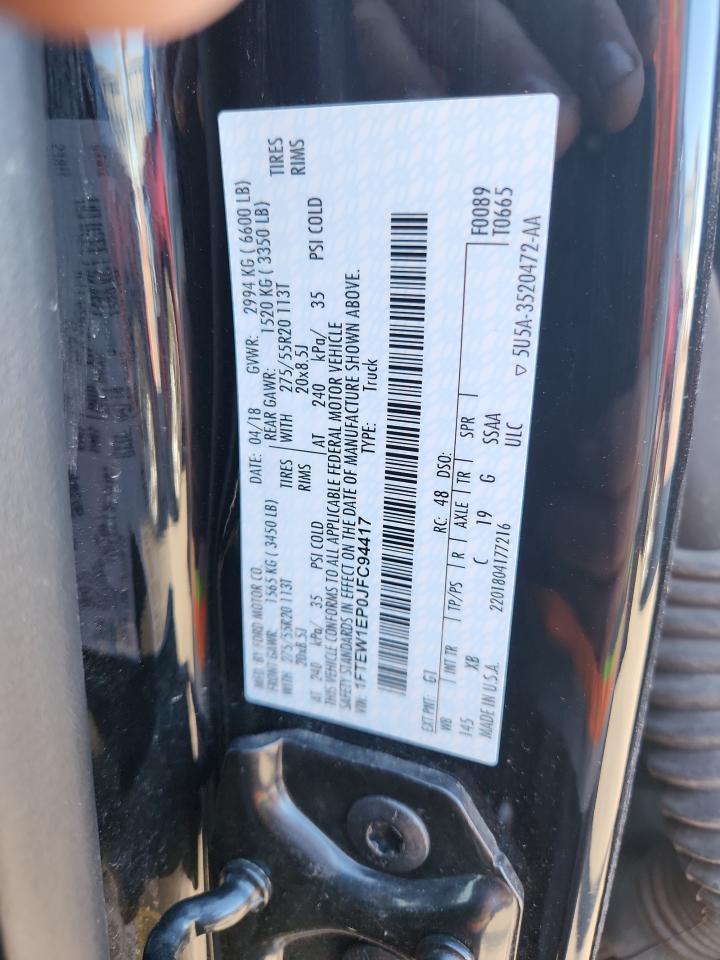 MFD. BY FORD MOTOR CO. DATE: 04/18 GVWR: 2994 KG ( 6600 LB)
FRONT GAWR: 1565 KG ( 3450 LB) REAR GAWR: 1520 KG ( 3350 LB)
WITH 275/55R20 113T TIRES WITH 275/55R20 113T TIRES
20x8.5J RIMS 20x8.5J RIMS
AT 240 kPa/ 35 PSI COLD AT 240 kPa/ 35 PSI COLD
THIS VEHICLE CONFORMS TO ALL APPLICABLE FEDERAL MOTOR VEHICLE
SAFETY STANDARDS IN EFFECT ON THE DATE OF MANUFACTURE SHOWN ABOVE.
VIN: 1FTEW1EP0JFC94417 TYPE: Truck
F0089
T0665
EXT PNT: G1 RC: 48 DSO:
WB INT TR TP/PS R AXLE TR SPR
145 XB C 19 G SSAA
ULC
MADE IN U.S.A. 2201804177216
▽ 5U5A-3520472-AA